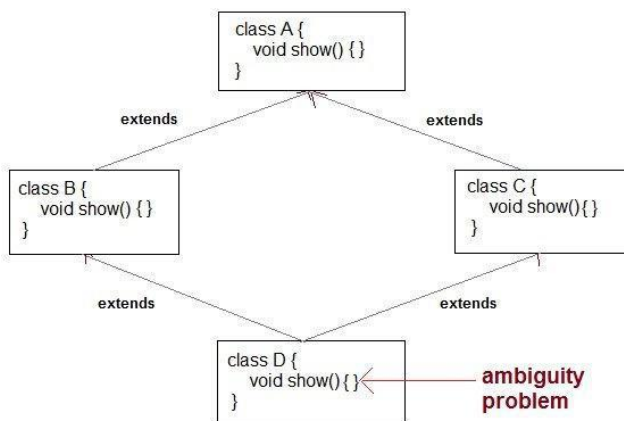 class A {
void show() { }
}
extends
extends
class B {
void show() { }
}
class C {
void show(){ }
}
extends
extends
class D {
void show() { }
}
ambiguity
problem